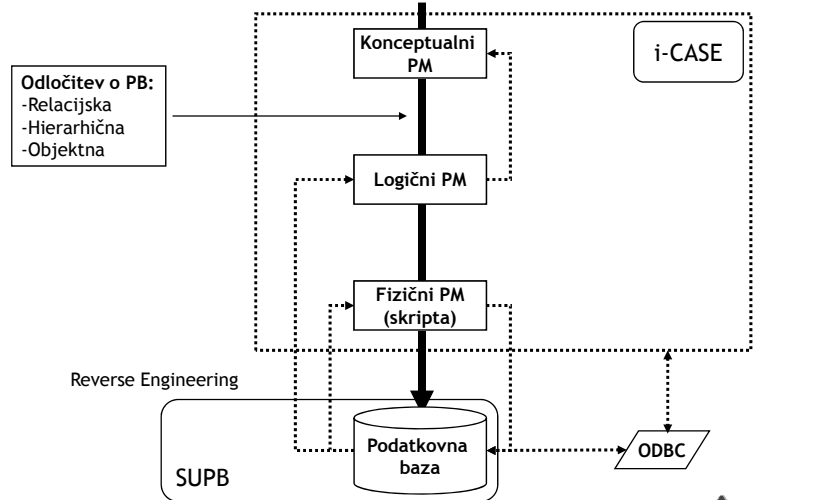 Konceptualni
PM
i-CASE
Odločitev o PB:
-Relacijska
-Hierarhična
-Objektna
Logični PM
Fizični PM
(skripta)
Reverse Engineering
Podatkovna
baza
ODBC
SUPB